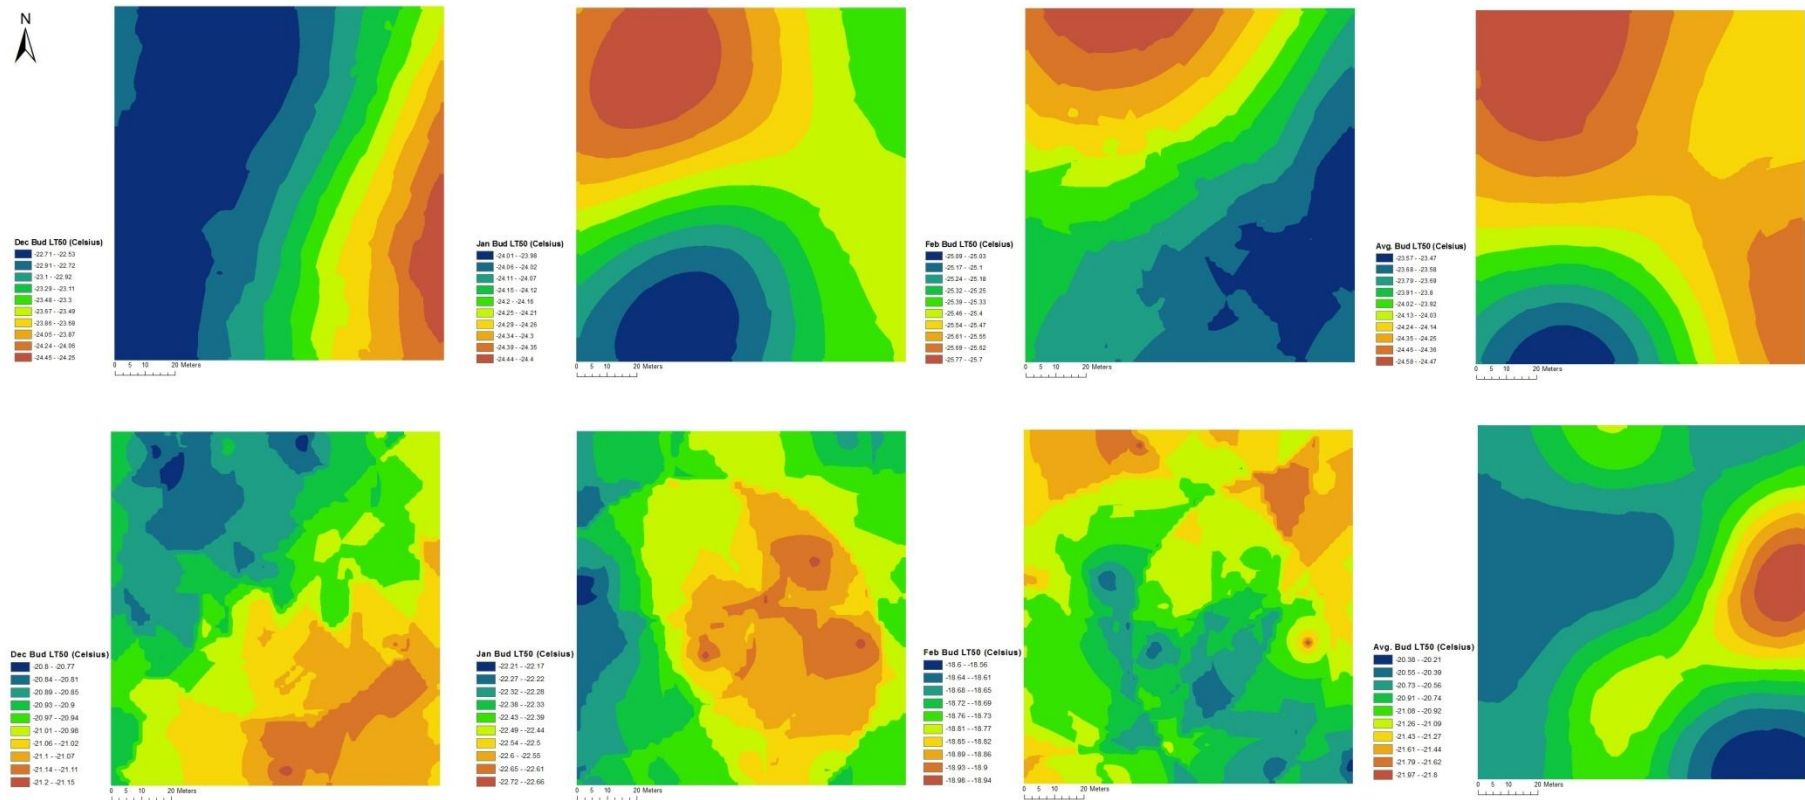 N
Dec Bud LT50 (Celsius)
-22.71 - -22.53
-22.91 - -22.72
-23.1 - -22.92
-23.29 - -23.11
-23.48 - -23.3
-23.67 - -23.49
-23.86 - -23.68
-24.05 - -23.87
-24.24 - -24.06
-24.45 - -24.25
0 5 10 20 Meters
Jan Bud LT50 (Celsius)
-24.01 - -23.98
-24.06 - -24.02
-24.11 - -24.07
-24.15 - -24.12
-24.2 - -24.16
-24.25 - -24.21
-24.29 - -24.26
-24.34 - -24.3
-24.39 - -24.35
-24.44 - -24.4
0 5 10 20 Meters
Feb Bud LT50 (Celsius)
-25.09 - -25.03
-25.17 - -25.1
-25.24 - -25.18
-25.32 - -25.25
-25.39 - -25.33
-25.46 - -25.4
-25.54 - -25.47
-25.61 - -25.55
-25.69 - -25.62
-25.77 - -25.7
0 5 10 20 Meters
Avg. Bud LT50 (Celsius)
-23.57 - -23.47
-23.68 - -23.58
-23.79 - -23.69
-23.91 - -23.8
-24.02 - -23.92
-24.13 - -24.03
-24.24 - -24.14
-24.35 - -24.25
-24.46 - -24.36
-24.58 - -24.47
0 5 10 20 Meters
Dec Bud LT50 (Celsius)
-20.8 - -20.77
-20.84 - -20.81
-20.89 - -20.85
-20.93 - -20.9
-20.97 - -20.94
-21.01 - -20.98
-21.06 - -21.02
-21.1 - -21.07
-21.14 - -21.11
-21.2 - -21.15
0 5 10 20 Meters
Jan Bud LT50 (Celsius)
-22.21 - -22.17
-22.27 - -22.22
-22.32 - -22.28
-22.38 - -22.33
-22.43 - -22.39
-22.49 - -22.44
-22.54 - -22.5
-22.6 - -22.55
-22.65 - -22.61
-22.72 - -22.66
0 5 10 20 Meters
Feb Bud LT50 (Celsius)
-18.6 - -18.56
-18.64 - -18.61
-18.68 - -18.65
-18.72 - -18.69
-18.76 - -18.73
-18.81 - -18.77
-18.85 - -18.82
-18.89 - -18.86
-18.93 - -18.9
-18.98 - -18.94
0 5 10 20 Meters
Avg. Bud LT50 (Celsius)
-20.38 - -20.21
-20.55 - -20.39
-20.73 - -20.56
-20.91 - -20.74
-21.08 - -20.92
-21.26 - -21.09
-21.43 - -21.27
-21.61 - -21.44
-21.79 - -21.62
-21.97 - -21.8
0 5 10 20 Meters